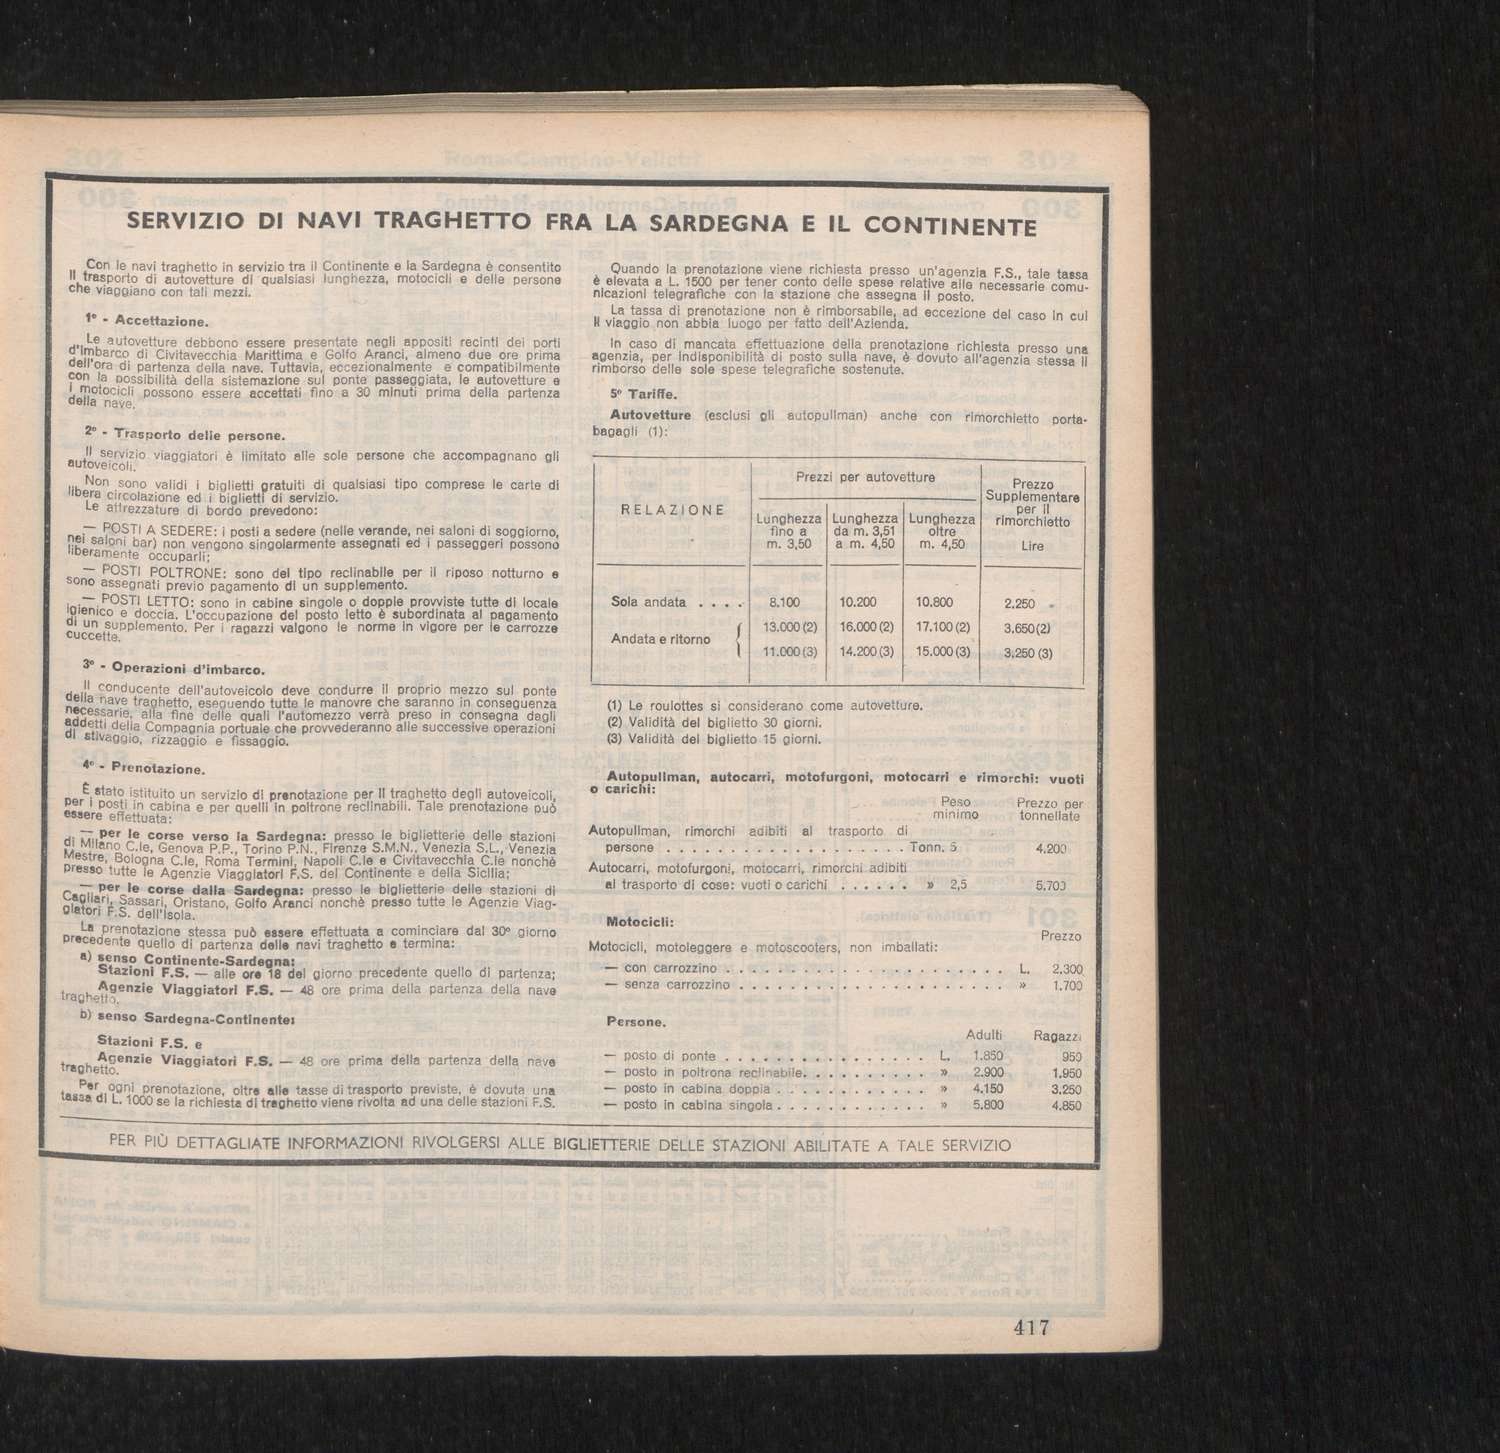 SERVIZIO DI NAVI TRAGHETTO FRA LA SARDEGNA E IL CONTINENTE
Con le navi traghetto in servizio tra il Continente e la Sardegna è consentito
il trasporto di autovetture di qualsiasi lunghezza, motocicli e delle persone
che viaggiano con tali mezzi.
1° - Accettazione.
Le autovetture debbono essere presentate negli appositi recinti dei porti
d'imbarco di Civitavecchia Marittima e Golfo Aranci, almeno due ore prima
dell'ora di partenza della nave. Tuttavia, eccezionalmente e compatibilmente
con la possibilità della sistemazione sul ponte passeggiata, le autovetture e
i motocicli possono essere accettati fino a 30 minuti prima della partenza
della nave.
2° - Trasporto delle persone.
Il servizio viaggiatori è limitato alle sole persone che accompagnano gli
autoveicoli.
Non sono validi i biglietti gratuiti di qualsiasi tipo comprese le carte di
libera circolazione ed i biglietti di servizio.
Le attrezzature di bordo prevedono:
— POSTI A SEDERE: i posti a sedere (nelle verande, nei saloni di soggiorno,
nei saloni bar) non vengono singolarmente assegnati ed i passeggeri possono
liberamente occuparli;
— POSTI POLTRONE: sono del tipo reclinabile per il riposo notturno e
sono assegnati previo pagamento di un supplemento.
— POSTI LETTO: sono in cabine singole o doppie provviste tutte di locale
igienico e doccia. L'occupazione del posto letto è subordinata al pagamento
di un supplemento. Per i ragazzi valgono le norme in vigore per le carrozze
cuccette.
3° - Operazioni d'imbarco.
Il conducente dell'autoveicolo deve condurre il proprio mezzo sul ponte
della nave traghetto, eseguendo tutte le manovre che saranno in conseguenza
necessarie, alla fine delle quali l'automezzo verrà preso in consegna dagli
addetti della Compagnia portuale che provvederanno alle successive operazioni
di stivaggio, rizzaggio e fissaggio.
4° - Prenotazione.
È stato istituito un servizio di prenotazione per il traghetto degli autoveicoli,
per i posti in cabina e per quelli in poltrone reclinabili. Tale prenotazione può
essere effettuata:
— per le corse verso la Sardegna: presso le biglietterie delle stazioni
di Milano C.le, Genova P.P., Torino P.N., Firenze S.M.N., Venezia S.L., Venezia
Mestre, Bologna C.le, Roma Termini, Napoli C.le e Civitavecchia C.le nonchè
presso tutte le Agenzie Viaggiatori F.S. del Continente e della Sicilia;
— per le corse dalla Sardegna: presso le biglietterie delle stazioni di
Cagliari, Sassari, Oristano, Golfo Aranci nonchè presso tutte le Agenzie Viag-
giatori F.S. dell'Isola.
La prenotazione stessa può essere effettuata a cominciare dal 30° giorno
precedente quello di partenza delle navi traghetto e termina:
a) senso Continente-Sardegna:
Stazioni F.S. — alle ore 18 del giorno precedente quello di partenza;
Agenzie Viaggiatori F.S. — 48 ore prima della partenza della nave
traghetto.
b) senso Sardegna-Continente:
Stazioni F.S. e
Agenzie Viaggiatori F.S. — 48 ore prima della partenza della nave
traghetto.
Per ogni prenotazione, oltre alle tasse di trasporto previste, è dovuta una
tassa di L. 1000 se la richiesta di traghetto viene rivolta ad una delle stazioni F.S.
Quando la prenotazione viene richiesta presso un'agenzia F.S., tale tassa
è elevata a L. 1500 per tener conto delle spese relative alle necessarie comu-
nicazioni telegrafiche con la stazione che assegna il posto.
La tassa di prenotazione non è rimborsabile, ad eccezione del caso in cui
il viaggio non abbia luogo per fatto dell'Azienda.
In caso di mancata effettuazione della prenotazione richiesta presso una
agenzia, per indisponibilità di posto sulla nave, è dovuto all'agenzia stessa il
rimborso delle sole spese telegrafiche sostenute.
5° Tariffe.
Autovetture (esclusi gli autopullman) anche con rimorchietto porta-
bagagli (1):
RELAZIONE
Prezzi per autovetture
Prezzo
Supplementare
per il
rimorchietto
Lire
Lunghezza
fino a
m. 3,50
Lunghezza
da m. 3,51
a m. 4,50
Lunghezza
oltre
m. 4,50
Sola andata .... 8.100 10.200 10.800 2.250
Andata e ritorno { 13.000 (2) 16.000 (2) 17.100 (2) 3.650 (2)
11.000 (3) 14.200 (3) 15.000 (3) 3.250 (3)
(1) Le roulottes si considerano come autovetture.
(2) Validità del biglietto 30 giorni.
(3) Validità del biglietto 15 giorni.
Autopullman, autocarri, motofurgoni, motocarri e rimorchi: vuoti
o carichi:
Peso minimo Prezzo per tonnellate
Autopullman, rimorchi adibiti al trasporto di
persone .................. Tonn. 5 4.200
Autocarri, motofurgoni, motocarri, rimorchi adibiti
al trasporto di cose: vuoti o carichi ...... » 2,5 5.700
Motocicli:
Prezzo
Motocicli, motoleggere e motoscooters, non imballati:
— con carrozzino ....................... L. 2.300
— senza carrozzino ...................... » 1.700
Persone.
Adulti Ragazzi
— posto di ponte ................ L. 1.850 950
— posto in poltrona reclinabile........... » 2.900 1.950
— posto in cabina doppia ............. » 4.150 3.250
— posto in cabina singola ............. » 5.800 4.850
PER PIÙ DETTAGLIATE INFORMAZIONI RIVOLGERSI ALLE BIGLIETTERIE DELLE STAZIONI ABILITATE A TALE SERVIZIO
417